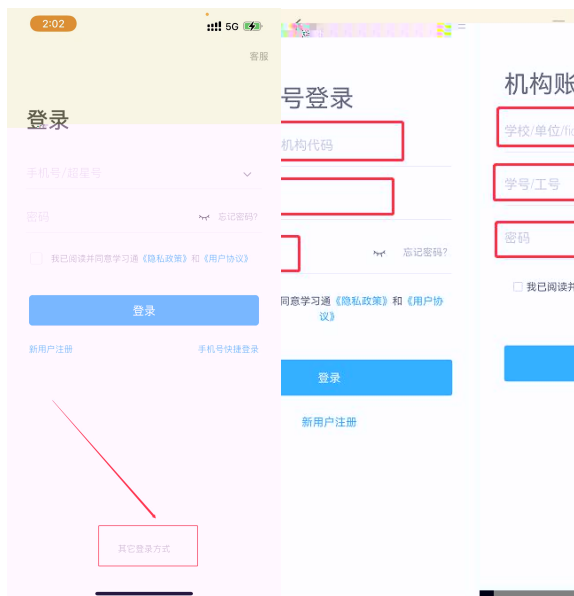 2:02
5G
客服
登录
手机号/超星号
密码
忘记密码?
我已阅读并同意学习通《隐私政策》和《用户协议》
登录
新用户注册
手机号快捷登录
其它登录方式
号登录
机构代码
忘记密码?
同意学习通《隐私政策》和《用户协
议》
登录
新用户注册
机构账
学校/单位/fid
学号/工号
密码
我已阅读并